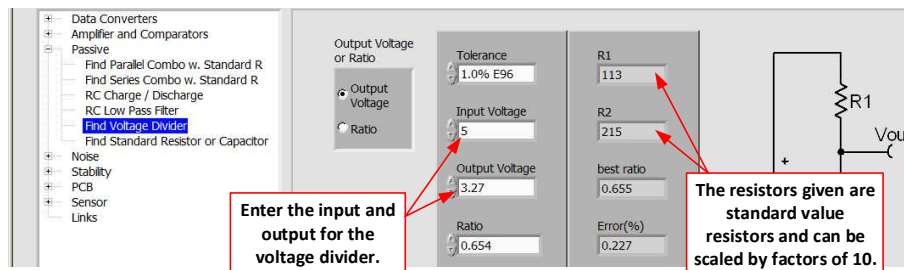 Data Converters
Amplifier and Comparators
Passive
Find Parallel Combo w. Standard R
Find Series Combo w. Standard R
RC Charge / Discharge
RC Low Pass Filter
Find Voltage Divider
Find Standard Resistor or Capacitor
Noise
Stability
PCB
Sensor
Links
Output Voltage
or Ratio
Output
Voltage
Ratio
Tolerance
1.0% E96
Input Voltage
5
Output Voltage
3.27
Ratio
0.654
R1
113
R2
215
best ratio
0.655
Error(%)
0.227
R1
+
Enter the input and
output for the
voltage divider.
The resistors given are
standard value
resistors and can be
scaled by factors of 10.